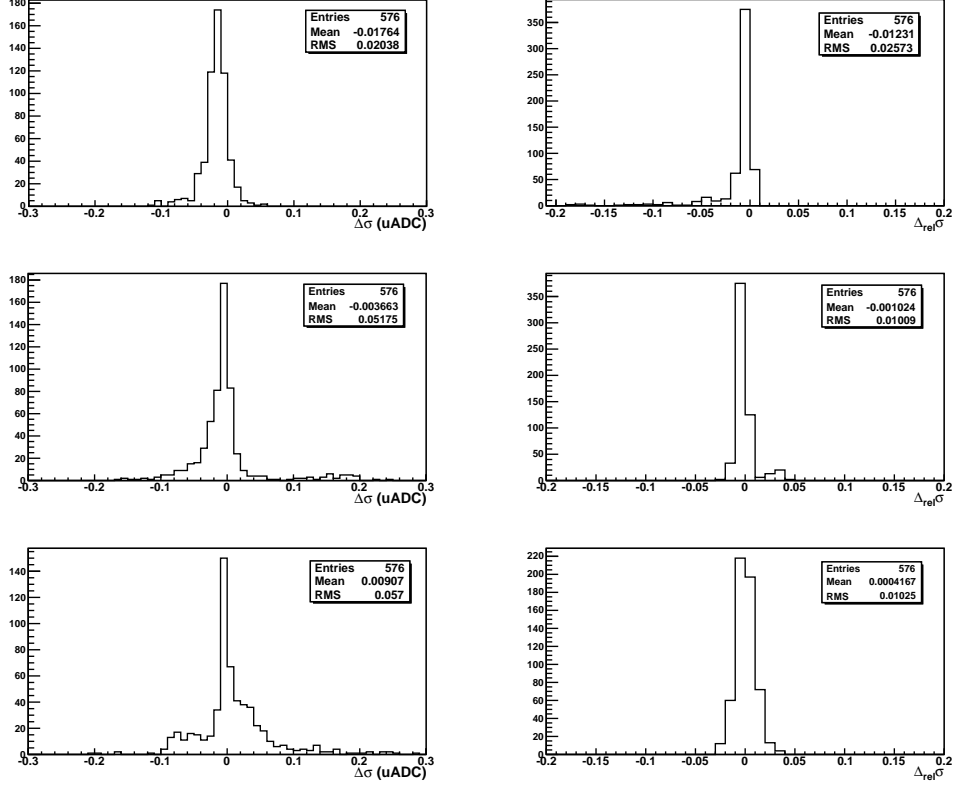 180
160
140
120
100
80
60
40
20
0
-0.3 -0.2 -0.1 0 0.1 0.2 0.3
Δσ (uADC)
Entries 576
Mean -0.01764
RMS 0.02038
350
300
250
200
150
100
50
0
-0.2 -0.15 -0.1 -0.05 0 0.05 0.1 0.15 0.2
Δrelσ
Entries 576
Mean -0.01231
RMS 0.02573
180
160
140
120
100
80
60
40
20
0
-0.3 -0.2 -0.1 0 0.1 0.2 0.3
Δσ (uADC)
Entries 576
Mean -0.003663
RMS 0.05175
350
300
250
200
150
100
50
0
-0.2 -0.15 -0.1 -0.05 0 0.05 0.1 0.15 0.2
Δrelσ
Entries 576
Mean -0.001024
RMS 0.01009
140
120
100
80
60
40
20
0
-0.3 -0.2 -0.1 0 0.1 0.2 0.3
Δσ (uADC)
Entries 576
Mean 0.00907
RMS 0.057
220
200
180
160
140
120
100
80
60
40
20
0
-0.2 -0.15 -0.1 -0.05 0 0.05 0.1 0.15 0.2
Δrelσ
Entries 576
Mean 0.0004167
RMS 0.01025